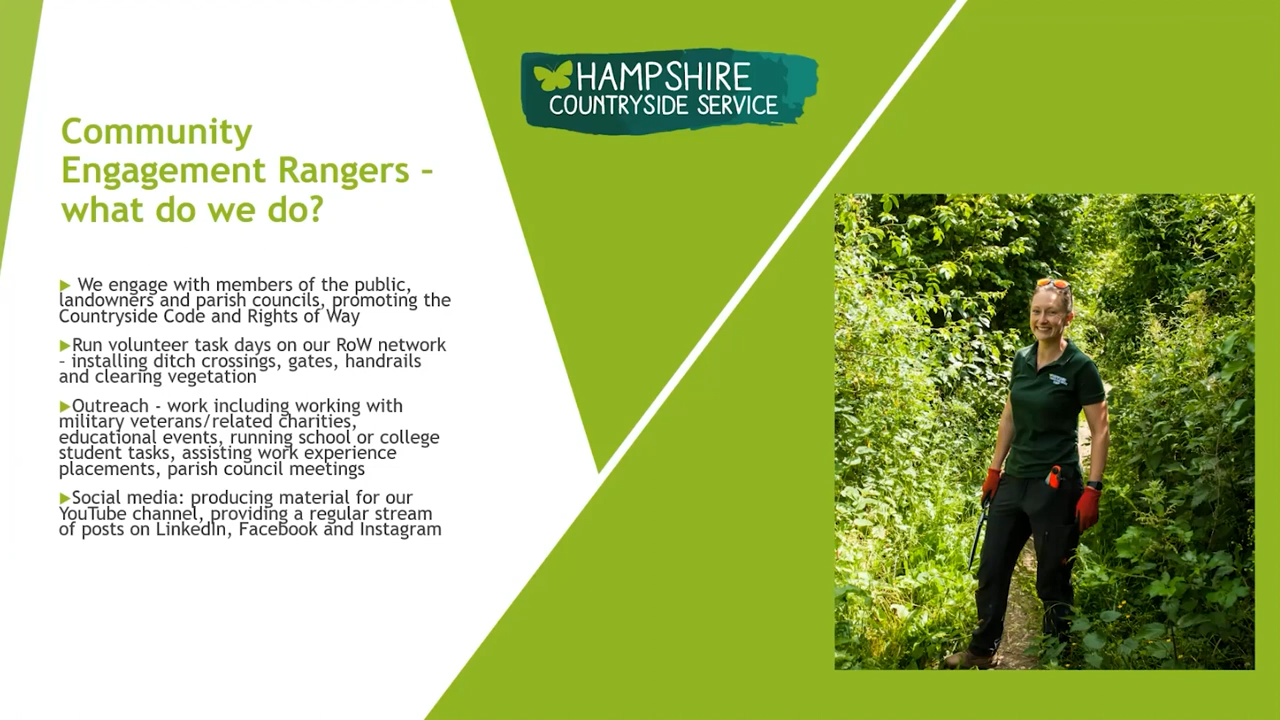 HAMPSHIRE
COUNTRYSIDE SERVICE
Community
Engagement Rangers –
what do we do?
We engage with members of the public,
landowners and parish councils, promoting the
Countryside Code and Rights of Way
Run volunteer task days on our RoW network
– installing ditch crossings, gates, handrails
and clearing vegetation
Outreach - work including working with
military veterans/related charities,
educational events, running school or college
student tasks, assisting work experience
placements, parish council meetings
Social media: producing material for our
YouTube channel, providing a regular stream
of posts on LinkedIn, Facebook and Instagram